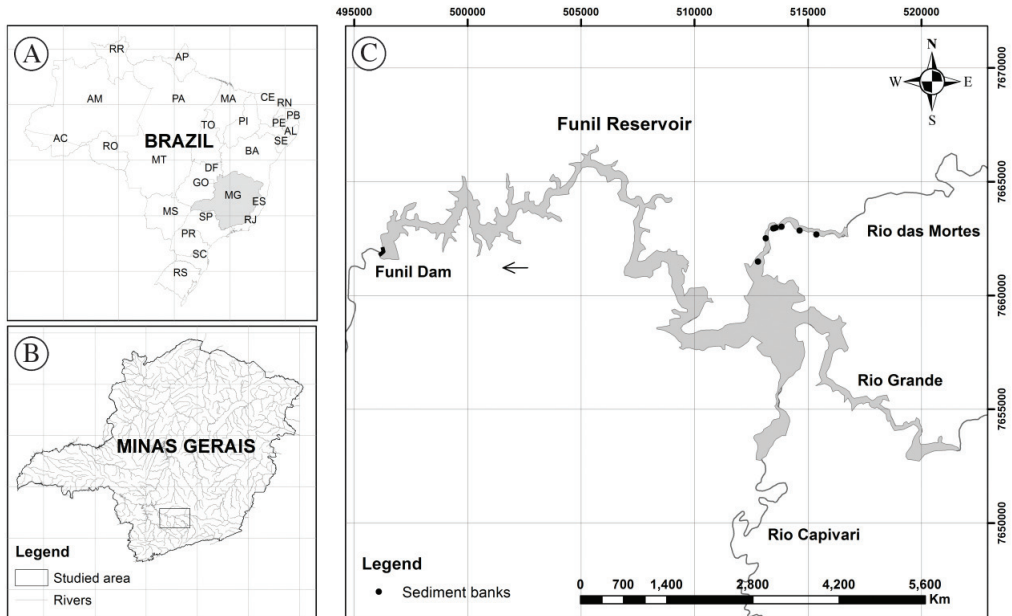 A
RR
AP
AM
PA
MA
CE
RN
PB
PI
PE
AL
SE
AC
TO
RO
BRAZIL
BA
MT
DF
GO
MG
ES
MS
SP
RJ
PR
SC
RS
B
MINAS GERAIS
Legend
Studied area
Rivers
C
495000 500000 505000 510000 515000 520000
N
W E
S
7670000
7665000
7660000
7655000
7650000
Funil Reservoir
Rio das Mortes
Funil Dam
Rio Grande
Rio Capivari
Legend
Sediment banks
0 700 1,400 2,800 4,200 5,600
Km